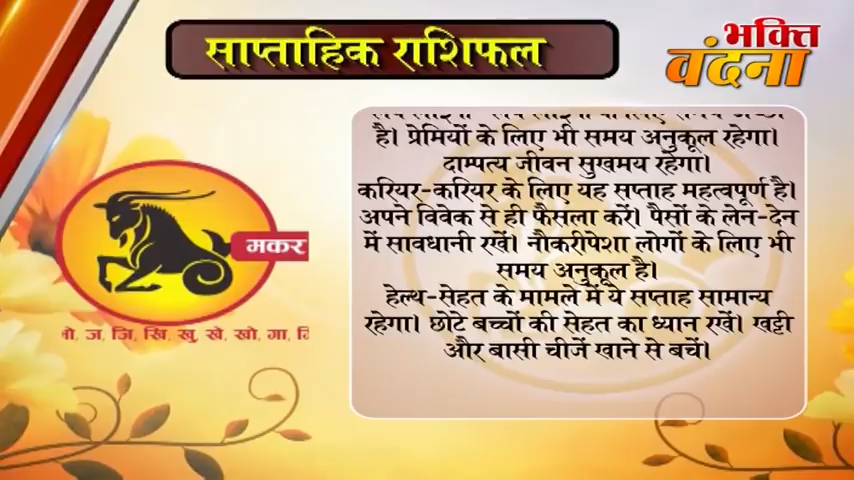 साप्ताहिक राशिफल
भक्ति
वंदना
है। प्रेमियों के लिए भी समय अनुकूल रहेगा।
दाम्पत्य जीवन सुखमय रहेगा।
करियर-करियर के लिए यह सप्ताह महत्वपूर्ण है।
अपने विवेक से ही फैसला करें। पैसों के लेन-देन
में सावधानी रखें। नौकरीपेशा लोगों के लिए भी
समय अनुकूल है।
हेल्थ-सेहत के मामले में ये सप्ताह सामान्य
रहेगा। छोटे बच्चों की सेहत का ध्यान रखें। खट्टी
और बासी चीजें खाने से बचें।
मकर
ज, जि, खि, खु, खे, खो, गा,